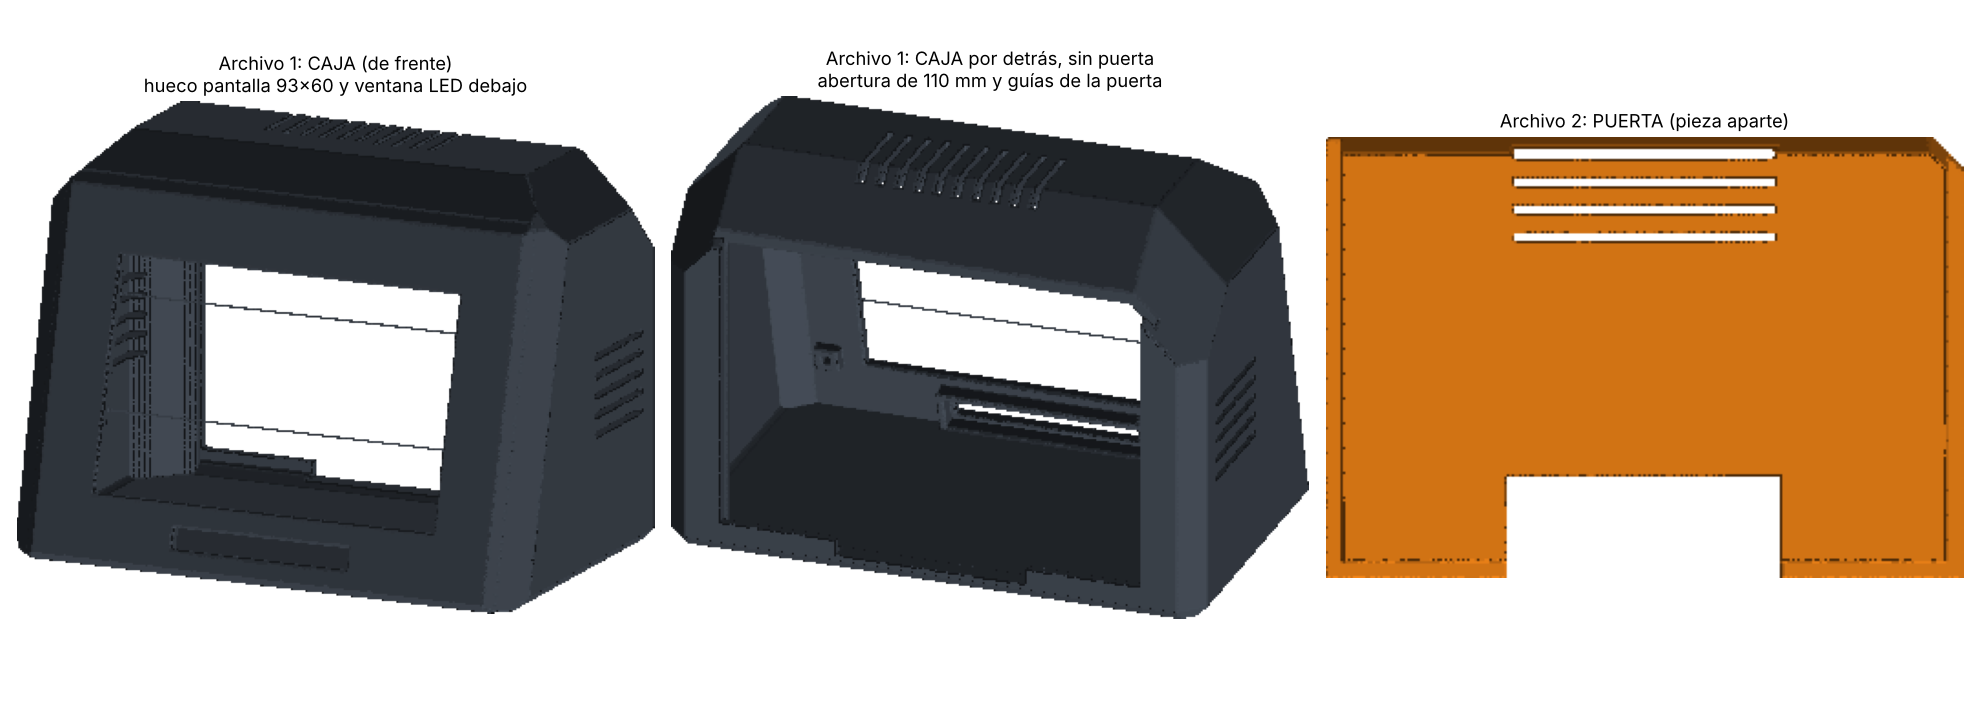 Archivo 1: CAJA (de frente)
hueco pantalla 93×60 y ventana LED debajo
Archivo 1: CAJA por detrás, sin puerta
abertura de 110 mm y guías de la puerta
Archivo 2: PUERTA (pieza aparte)